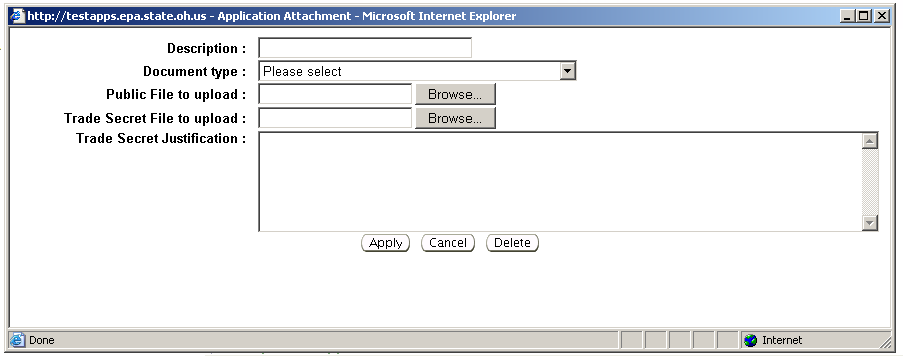 http://testapps.epa.state.oh.us - Application Attachment - Microsoft Internet Explorer
Description :
Document type : Please select
Public File to upload : Browse...
Trade Secret File to upload : Browse...
Trade Secret Justification :
Apply Cancel Delete
Done Internet